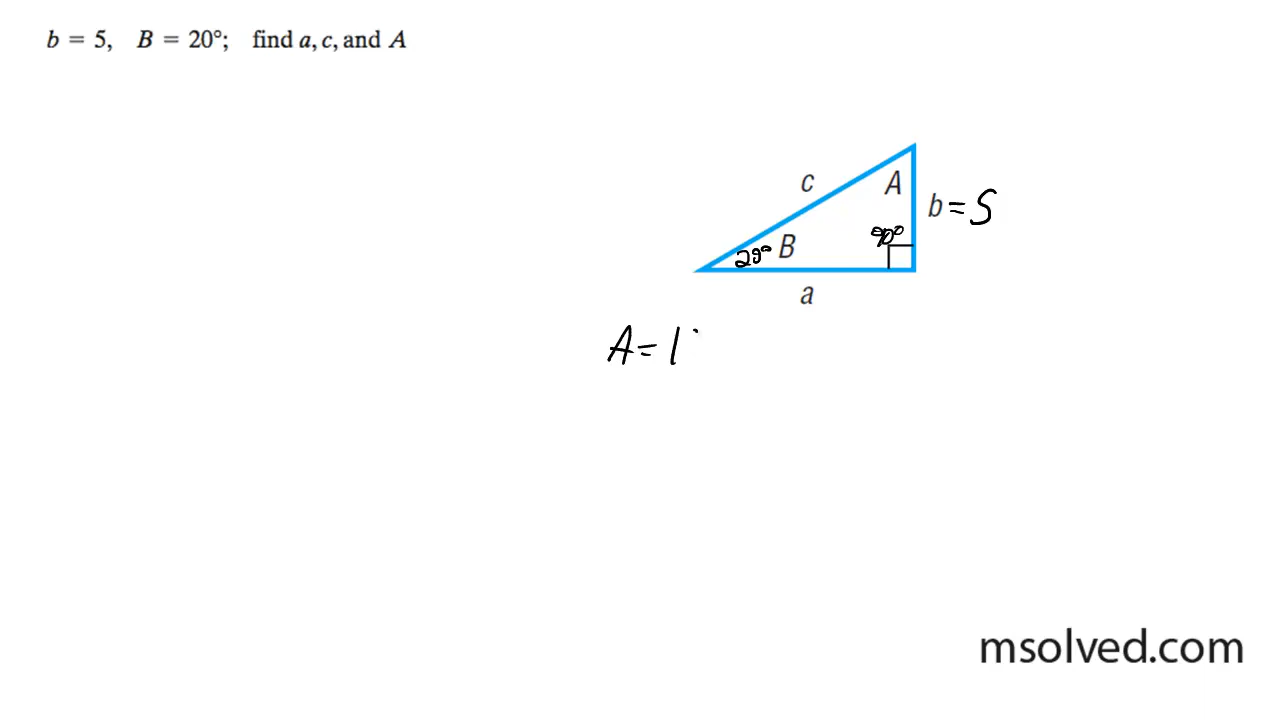 b = 5, B = 20°; find a, c, and A
c
A
b = 5
90°
20° B
a
A = 1
msolved.com